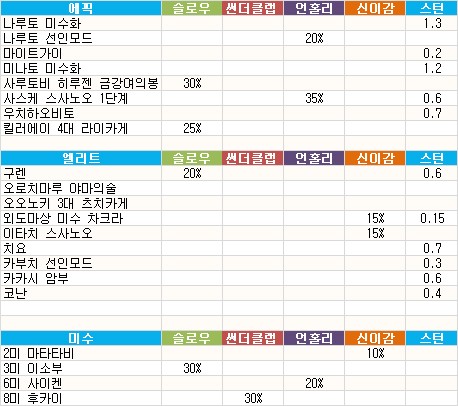 에픽 슬로우 썬더클랩 언홀리 신이감 스턴
나루토 미수화 1.3
나루토 선인모드 20%
마이트가이 0.2
미나토 미수화 1.2
사루토비 히루젠 금강여의봉 30%
사스케 스사노오 1단계 35% 0.6
우치하오비토 0.7
킬러에이 4대 라이카게 25%
엘리트 슬로우 썬더클랩 언홀리 신이감 스턴
구렌 20% 0.6
오로치마루 야마의술
오오노키 3대 츠치카게
외도마상 미수 차크라 15% 0.15
이타치 스사노오 15%
치요 0.7
카부치 선인모드 0.3
카카시 암부 0.6
코난 0.4
미수 슬로우 썬더클랩 언홀리 신이감 스턴
2미 마타타비 10%
3미 이소부 30%
6미 사이켄 20%
8미 후카이 30%